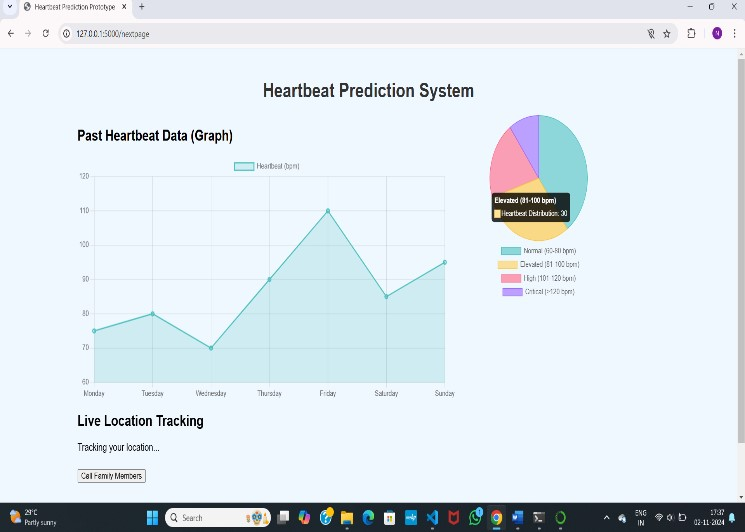 Heartbeat Prediction Prototype
127.0.0.1:5000/nextpage
N
Heartbeat Prediction System
Past Heartbeat Data (Graph)
Heartbeat (bpm)
120
110
100
90
80
70
60
Monday
Tuesday
Wednesday
Thursday
Friday
Saturday
Sunday
Elevated (81-100 bpm)
Heartbeat Distribution: 30
Normal (60-80 bpm)
Elevated (81-100 bpm)
High (101-120 bpm)
Critical (>120 bpm)
Live Location Tracking
Tracking your location...
Call Family Members
29°C
Partly sunny
Search
ENG
IN
17:37
02-11-2024